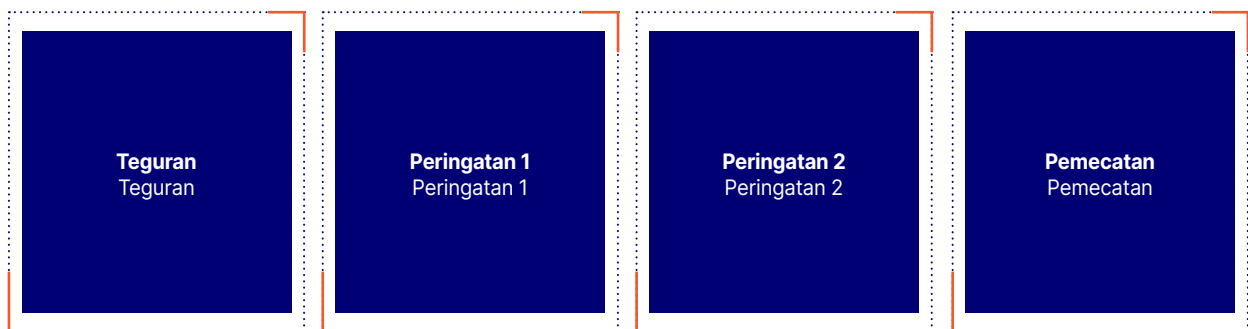 Teguran
Teguran
Peringatan 1
Peringatan 1
Peringatan 2
Peringatan 2
Pemecatan
Pemecatan